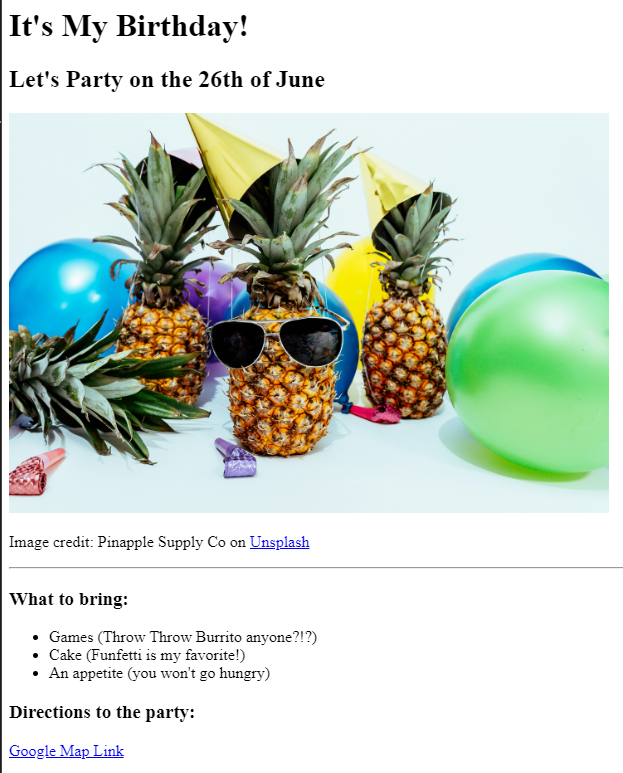 It's My Birthday!
Let's Party on the 26th of June
Image credit: Pinapple Supply Co on Unsplash
What to bring:
Games (Throw Throw Burrito anyone?!?)
Cake (Funfetti is my favorite!)
An appetite (you won't go hungry)
Directions to the party:
Google Map Link